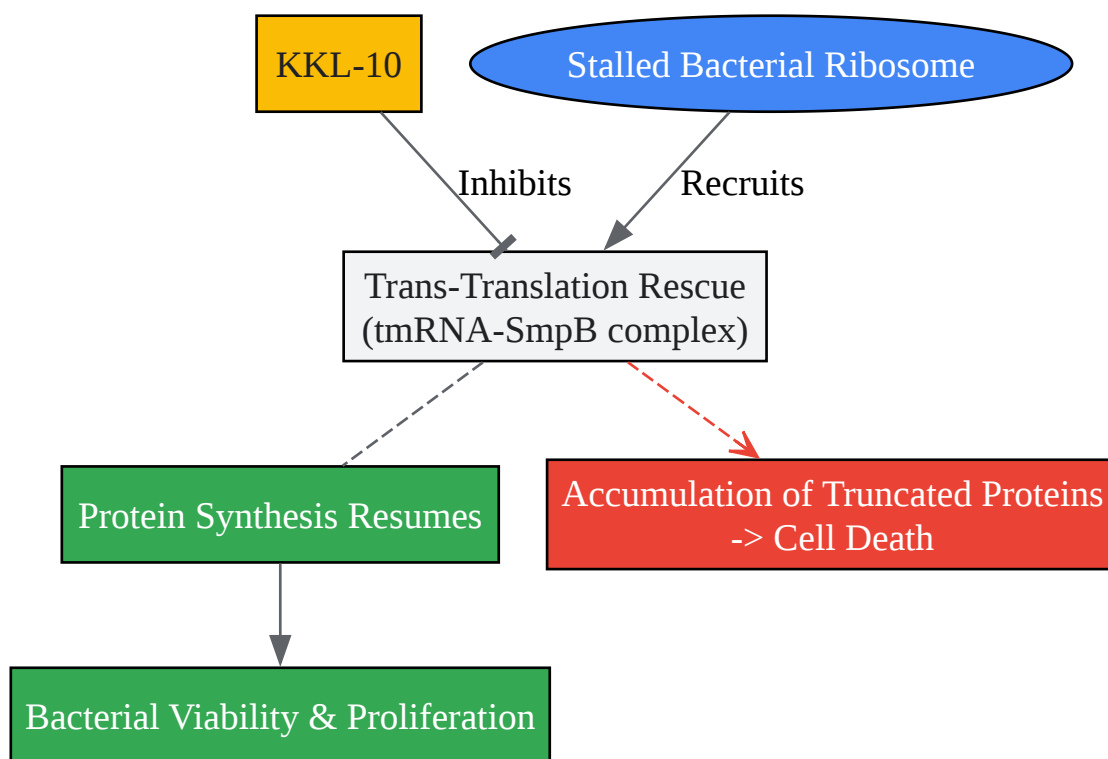 KKL-10
Stalled Bacterial Ribosome
Inhibits
Recruits
Trans-Translation Rescue
(tmRNA-SmpB complex)
Protein Synthesis Resumes
Accumulation of Truncated Proteins
-> Cell Death
Bacterial Viability & Proliferation